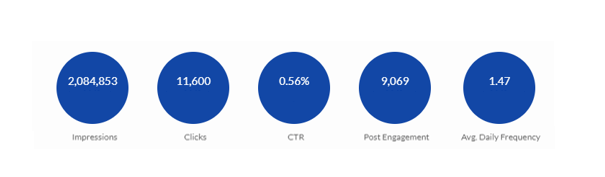 2,084,853
11,600
0.56%
9,069
1.47
Impressions
Clicks
CTR
Post Engagement
Avg. Daily Frequency